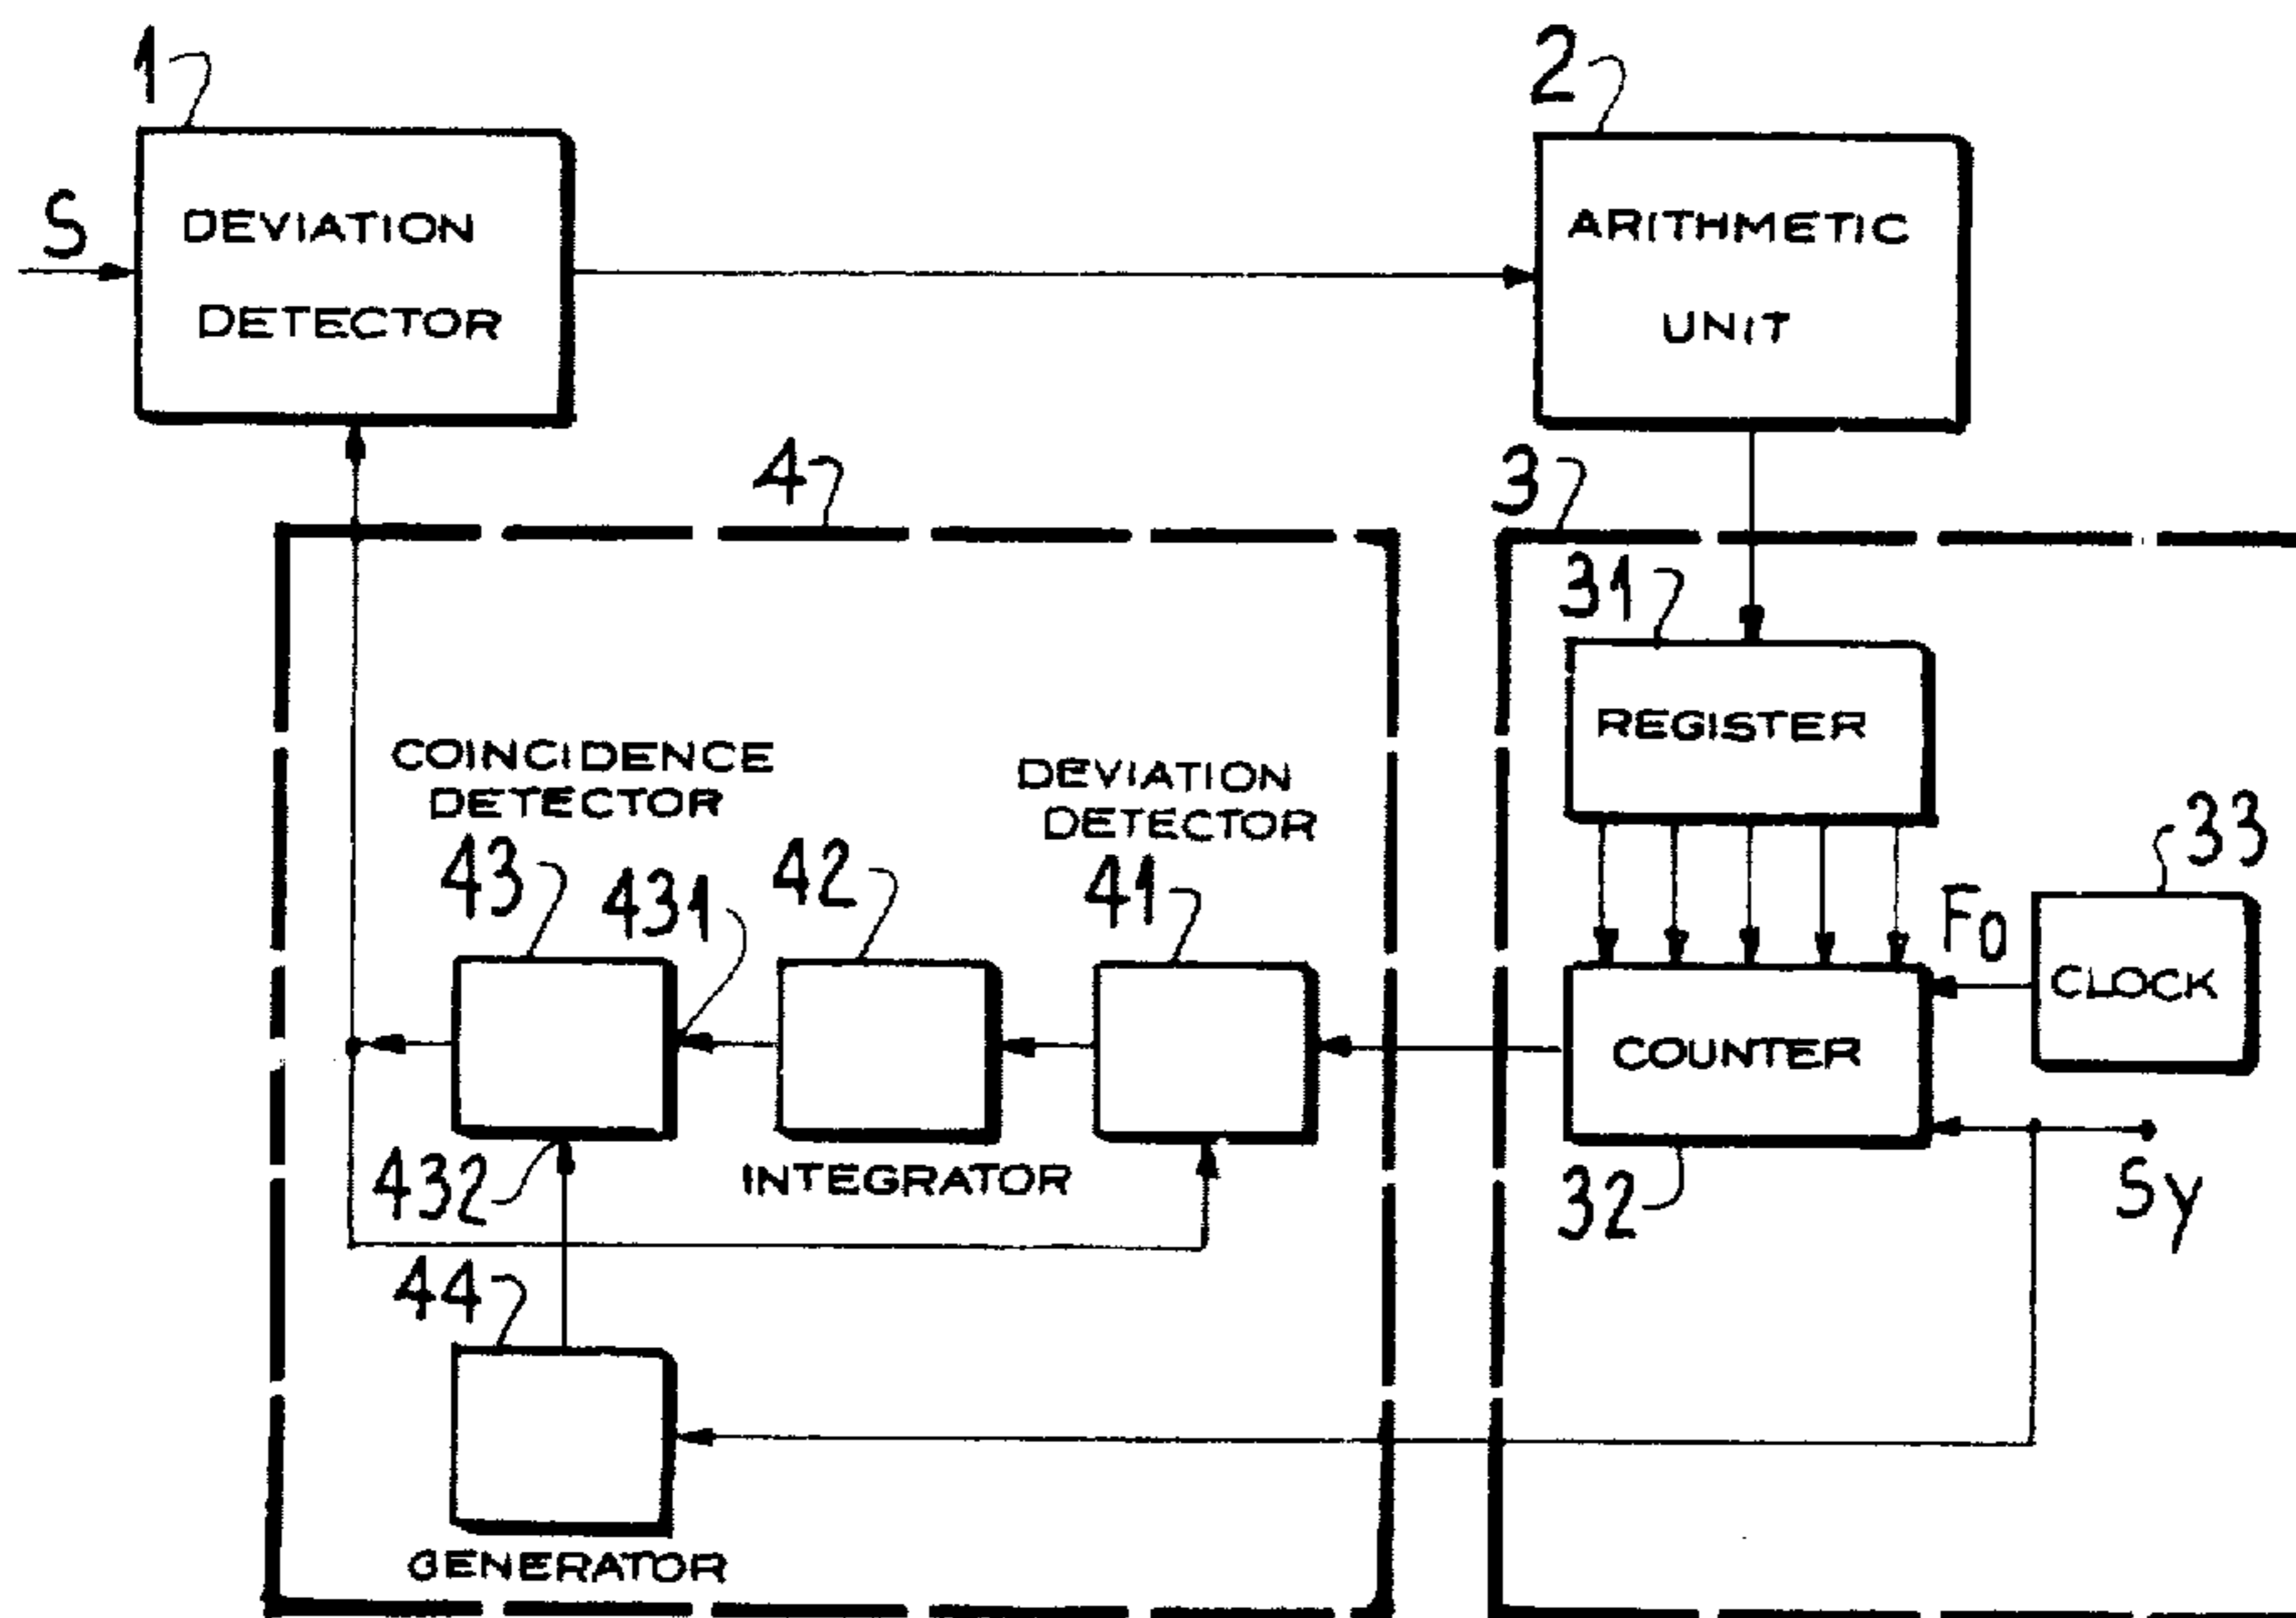 1
2
S
DEVIATION
DETECTOR
ARITHMETIC
UNIT
4
3
31
REGISTER
COINCIDENCE
DETECTOR
DEVIATION
DETECTOR
33
43
431
42
41
Fo
CLOCK
COUNTER
432
INTEGRATOR
32
Sy
44
GENERATOR